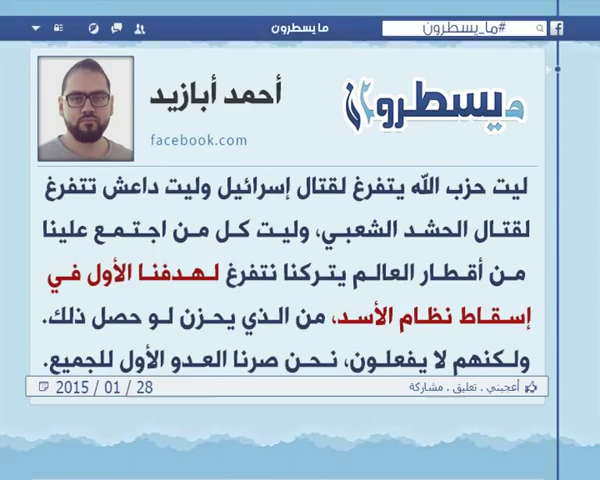 ما يسطرون
#ما_يسطرون
أحمد أبازيد
ما يسطرون
facebook.com
ليت حزب الله يتفرغ لقتال إسرائيل وليت داعش تتفرغ
لقتال الحشد الشعبي، وليت كل من اجتمع علينا
من أقطار العالم يتركنا نتفرغ لهدفنا الأول في
إسقاط نظام الأسد، من الذي يحزن لو حصل ذلك.
ولكنهم لا يفعلون، نحن صرنا العدو الأول للجميع.
أعجبني . تعليق . مشاركة
2015 / 01 / 28